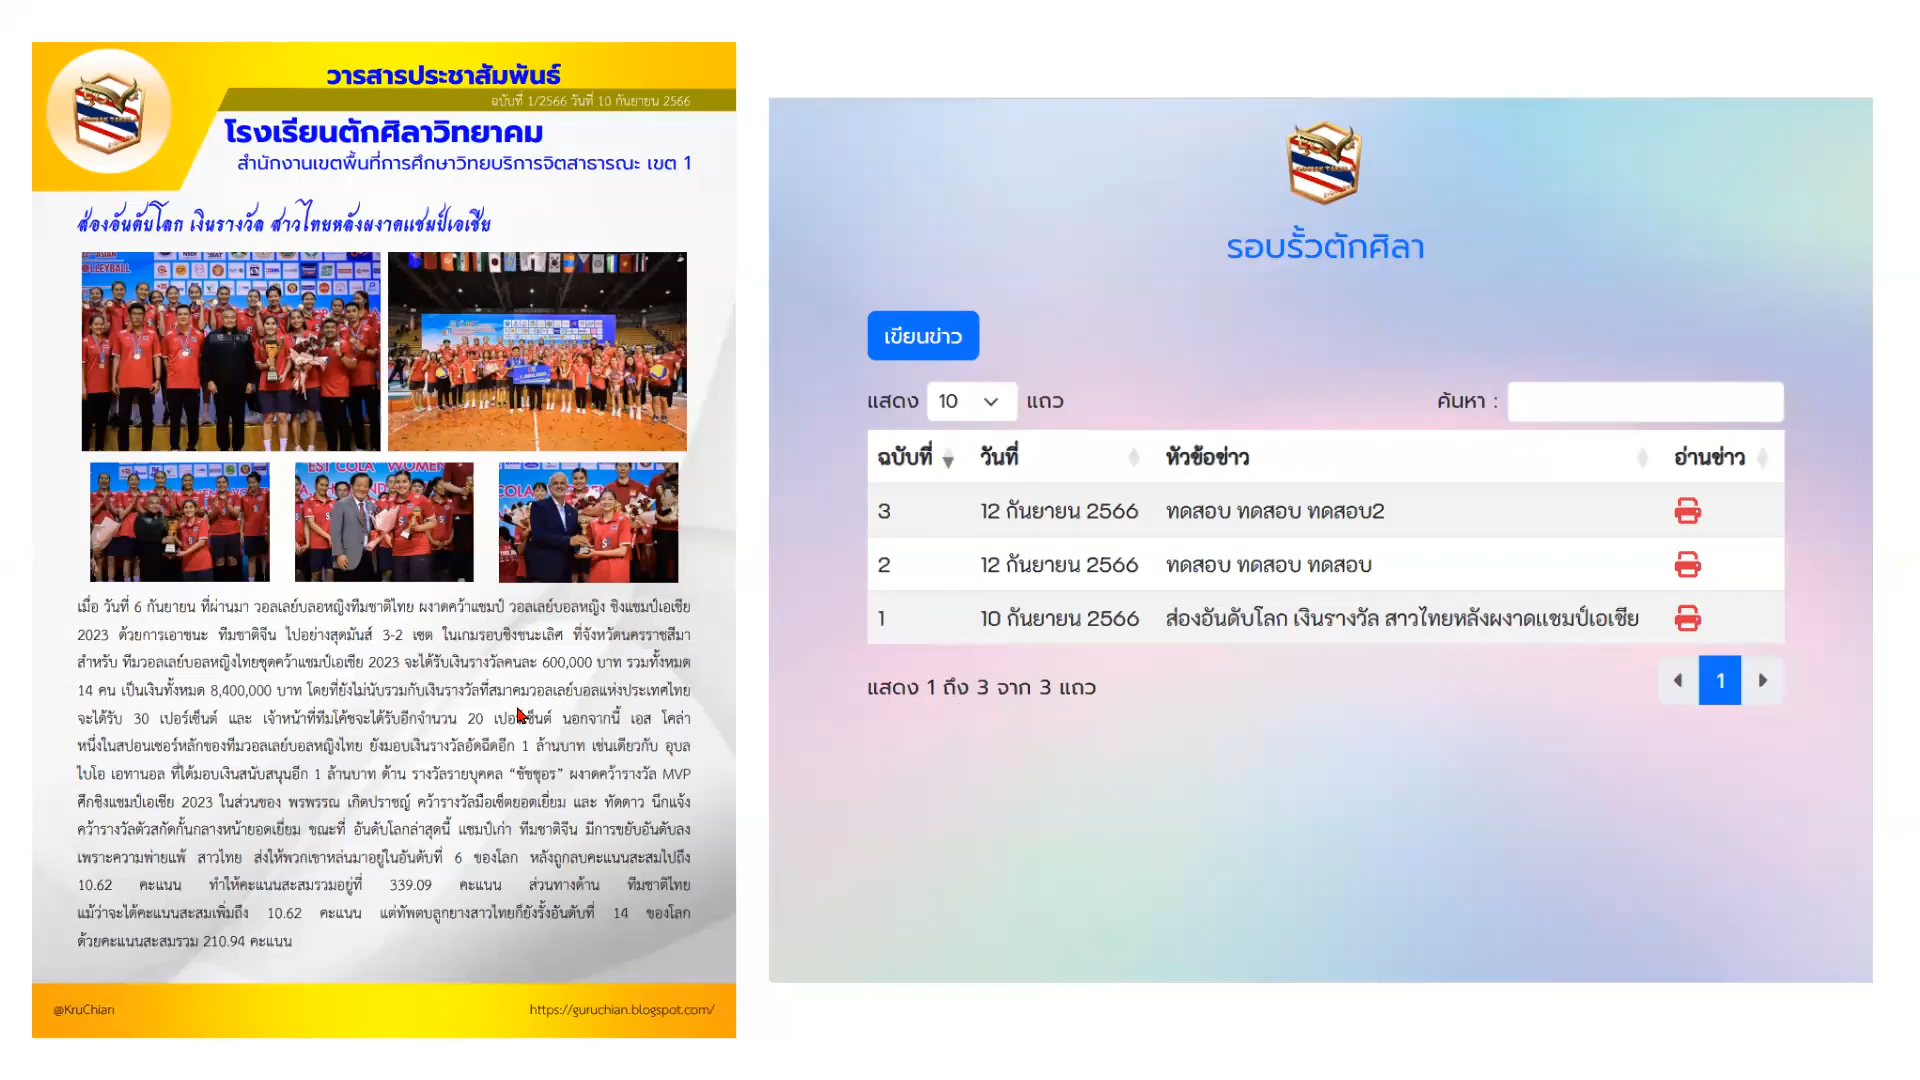 วารสารประชาสัมพันธ์
ฉบับที่ 1/2566 วันที่ 10 กันยายน 2566
โรงเรียนตักศิลาวิทยาคม
สำนักงานเขตพื้นที่การศึกษาวิทยบริการจิตสาธารณะ เขต 1
ส่องอันดับโลก เงินรางวัล สาวไทยหลังผงาดแชมป์เอเชีย
เมื่อ วันที่ 6 กันยายน ที่ผ่านมา วอลเลย์บลอหญิงทีมชาติไทย ผงาดคว้าแชมป์ วอลเลย์บอลหญิง ชิงแชมป์เอเชีย
2023 ด้วยการเอาชนะ ทีมชาติจีน ไปอย่างสุดมันส์ 3-2 เซต ในเกมรอบชิงชนะเลิศ ที่จังหวัดนครราชสีมา
สำหรับ ทีมวอลเลย์บอลหญิงไทยชุดคว้าแชมป์เอเชีย 2023 จะได้รับเงินรางวัลคนละ 600,000 บาท รวมทั้งหมด
14 คน เป็นเงินทั้งหมด 8,400,000 บาท โดยที่ยังไม่นับรวมกับเงินรางวัลที่สมาคมวอลเลย์บอลแห่งประเทศไทย
จะได้รับ 30 เปอร์เซ็นต์ และ เจ้าหน้าที่ทีมโค้ชจะได้รับอีกจำนวน 20 เปอร์เซ็นต์ นอกจากนี้ เอส โคล่า
หนึ่งในสปอนเซอร์หลักของทีมวอลเลย์บอลหญิงไทย ยังมอบเงินรางวัลอัดฉีดอีก 1 ล้านบาท เช่นเดียวกับ อุบล
ไบโอ เอทานอล ที่ได้มอบเงินสนับสนุนอีก 1 ล้านบาท ด้าน รางวัลรายบุคคล “ชัชชุอร” ผงาดคว้ารางวัล MVP
ศึกชิงแชมป์เอเชีย 2023 ในส่วนของ พรพรรณ เกิดปราชญ์ คว้ารางวัลมือเซ็ตยอดเยี่ยม และ ทัดดาว นึกแจ้ง
คว้ารางวัลตัวสกัดกั้นกลางหน้ายอดเยี่ยม ขณะที่ อันดับโลกล่าสุดนี้ แชมป์เก่า ทีมชาติจีน มีการขยับอันดับลง
เพราะความพ่ายแพ้ สาวไทย ส่งให้พวกเขาหล่นมาอยู่ในอันดับที่ 6 ของโลก หลังถูกลบคะแนนสะสมไปถึง
10.62 คะแนน ทำให้คะแนนสะสมรวมอยู่ที่ 339.09 คะแนน ส่วนทางด้าน ทีมชาติไทย
แม้ว่าจะได้คะแนนสะสมเพิ่มถึง 10.62 คะแนน แต่ทัพตบลูกยางสาวไทยก็ยังรั้งอันดับที่ 14 ของโลก
ด้วยคะแนนสะสมรวม 210.94 คะแนน
@KruChian
https://guruchian.blogspot.com/
รอบรั้วตักศิลา
เขียนข่าว
แสดง 10 แถว
ค้นหา :
ฉบับที่ วันที่ หัวข้อข่าว อ่านข่าว
3 12 กันยายน 2566 ทดสอบ ทดสอบ ทดสอบ2
2 12 กันยายน 2566 ทดสอบ ทดสอบ ทดสอบ
1 10 กันยายน 2566 ส่องอันดับโลก เงินรางวัล สาวไทยหลังผงาดแชมป์เอเชีย
แสดง 1 ถึง 3 จาก 3 แถว
1